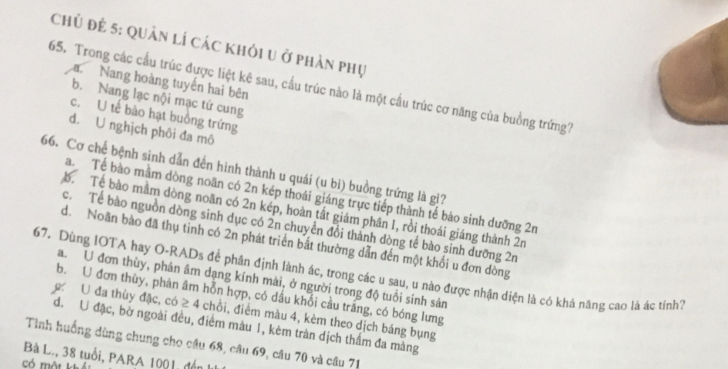 CHỦ ĐỀ 5: QUẢN LÍ CÁC KHỐI U Ở PHẦN PHỤ
65. Trong các cấu trúc được liệt kê sau, cấu trúc nào là một cấu trúc cơ năng của buồng trứng?
a. Nang hoàng tuyến hai bên
b. Nang lạc nội mạc tử cung
c. U tế bào hạt buồng trứng
d. U nghịch phôi đa mô
66. Cơ chế bệnh sinh dẫn đến hình thành u quái (u bì) buồng trứng là gì?
a. Tế bào mầm dòng noãn có 2n kép thoái giáng trực tiếp thành tế bào sinh dưỡng 2n
b. Tế bào mầm dòng noãn có 2n kép, hoàn tất giảm phân I, rồi thoái giáng thành 2n
c. Tế bào nguồn dòng sinh dục có 2n chuyển đổi thành dòng tế bào sinh dưỡng 2n
d. Noãn bào đã thụ tinh có 2n phát triển bất thường dẫn đến một khối u đơn dòng
67. Dùng IOTA hay O-RADs để phân định lành ác, trong các u sau, u nào được nhận diện là có khả năng cao là ác tính?
a. U đơn thùy, phản âm dạng kính mài, ở người trong độ tuổi sinh sản
b. U đơn thùy, phản âm hỗn hợp, có dấu khối cầu trắng, có bóng lưng
c. U đa thùy đặc, có ≥ 4 chồi, điểm màu 4, kèm theo dịch báng bụng
d. U đặc, bờ ngoài đều, điểm màu 1, kèm tràn dịch thấm đa màng
Tình huống dùng chung cho câu 68, câu 69, câu 70 và câu 71
Bà L., 38 tuổi, PARA 1001, đến
có một